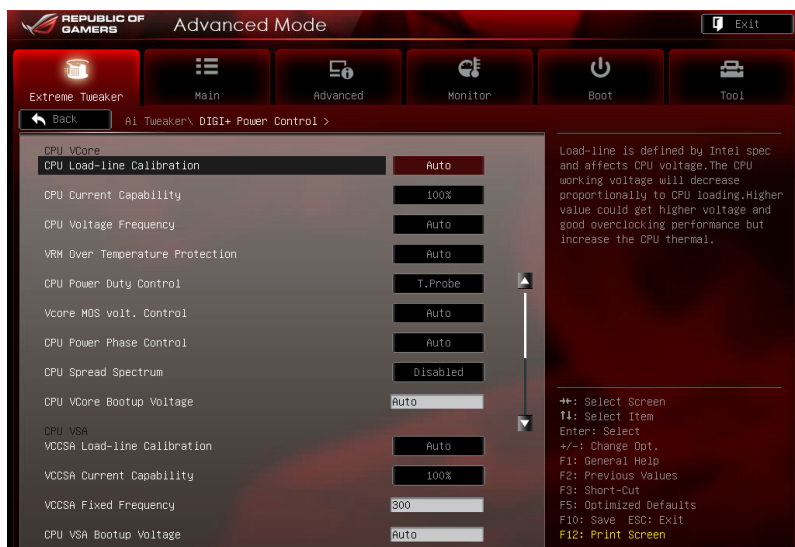 REPUBLIC OF
GAMERS
Advanced Mode
Exit
Extreme Tweaker
Main
Advanced
Monitor
Boot
Tool
Back
Ai Tweaker\ DIGI+ Power Control >
CPU VCore
CPU Load-line Calibration Auto
CPU Current Capability 100%
CPU Voltage Frequency Auto
VRM Over Temperature Protection Auto
CPU Power Duty Control T.Probe
Vcore MOS volt. Control Auto
CPU Power Phase Control Auto
CPU Spread Spectrum Disabled
CPU VCore Bootup Voltage Auto
CPU VSA
VCCSA Load-line Calibration Auto
VCCSA Current Capability 100%
VCCSA Fixed Frequency 300
CPU VSA Bootup Voltage Auto
Load-line is defined by Intel spec
and affects CPU voltage.The CPU
working voltage will decrease
proportionally to CPU loading.Higher
value could get higher voltage and
good overclocking performance but
increase the CPU thermal.
→←: Select Screen
↑↓: Select Item
Enter: Select
+/-: Change Opt.
F1: General Help
F2: Previous Values
F3: Short-Cut
F5: Optimized Defaults
F10: Save ESC: Exit
F12: Print Screen